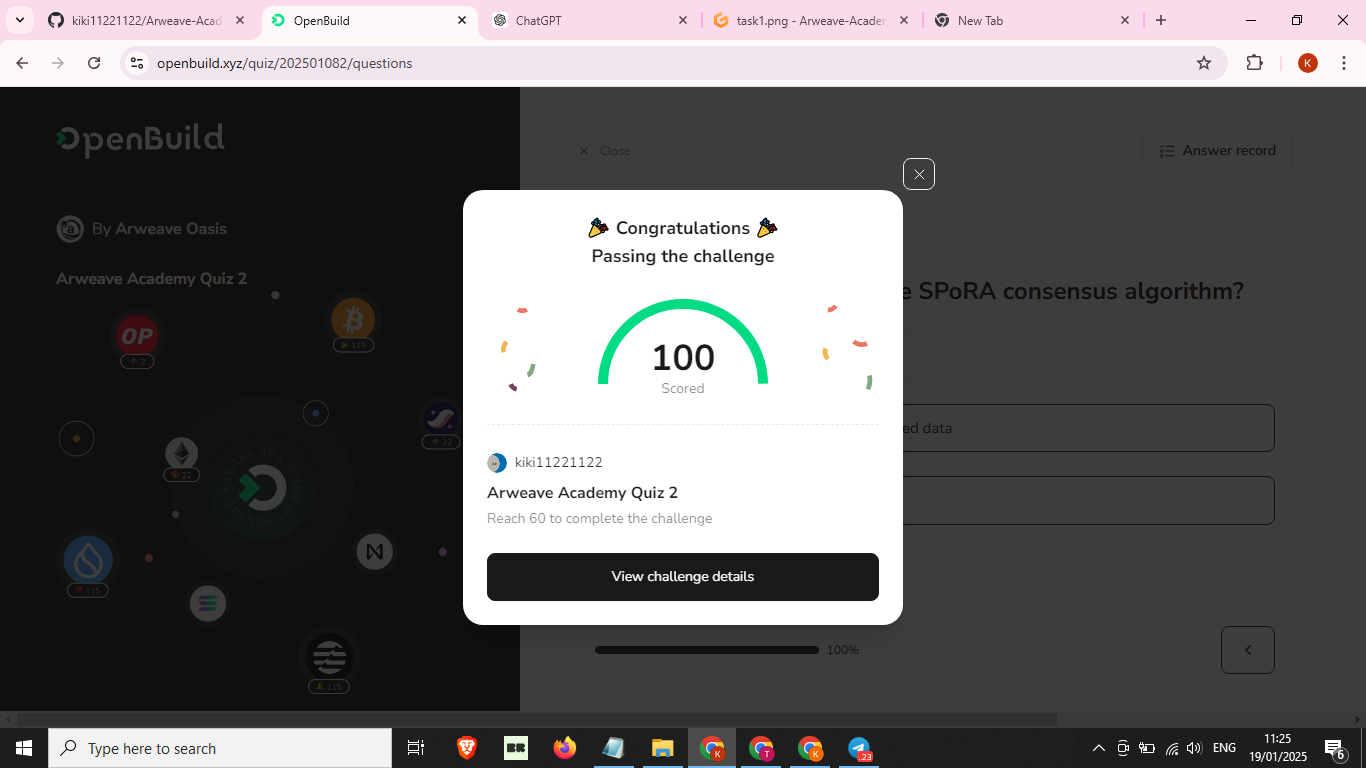 kiki11221122/Arweave-Acad
OpenBuild
ChatGPT
task1.png - Arweave-Academ
New Tab
openbuild.xyz/quiz/202501082/questions
K
OpenBuild
Close
Answer record
By Arweave Oasis
Arweave Academy Quiz 2
🎉 Congratulations 🎉
Passing the challenge
e SPoRA consensus algorithm?
OP
2
115
100
Scored
ed data
32
22
kiki11221122
Arweave Academy Quiz 2
Reach 60 to complete the challenge
View challenge details
115
115
100%
Type here to search
BR
K
T
K
23
ENG
11:25
19/01/2025
6